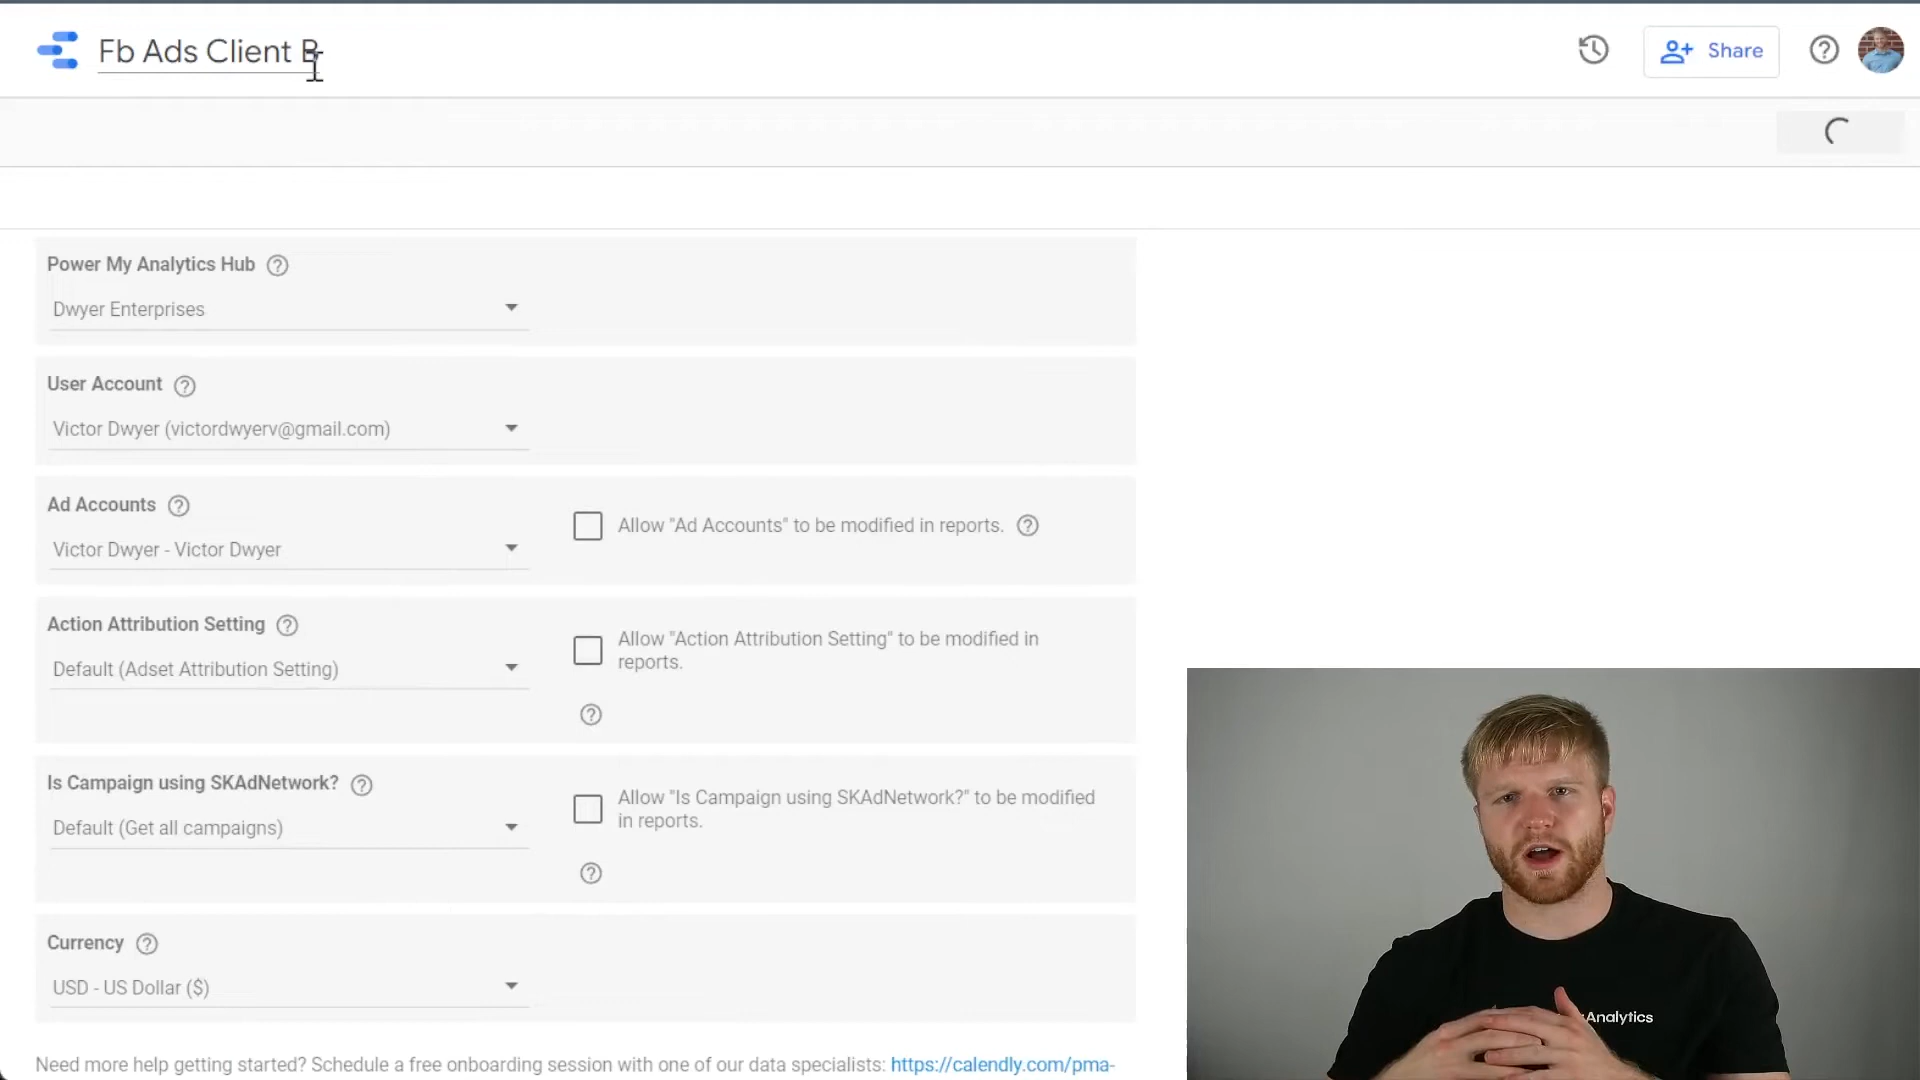 Fb Ads Client B
Share
Power My Analytics Hub
Dwyer Enterprises
User Account
Victor Dwyer (victordwyerv@gmail.com)
Ad Accounts
Victor Dwyer - Victor Dwyer
Allow "Ad Accounts" to be modified in reports.
Action Attribution Setting
Default (Adset Attribution Setting)
Allow "Action Attribution Setting" to be modified in
reports.
Is Campaign using SKAdNetwork?
Default (Get all campaigns)
Allow "Is Campaign using SKAdNetwork?" to be modified
in reports.
Currency
USD - US Dollar ($)
Need more help getting started? Schedule a free onboarding session with one of our data specialists: https://calendly.com/pma-
Analytics